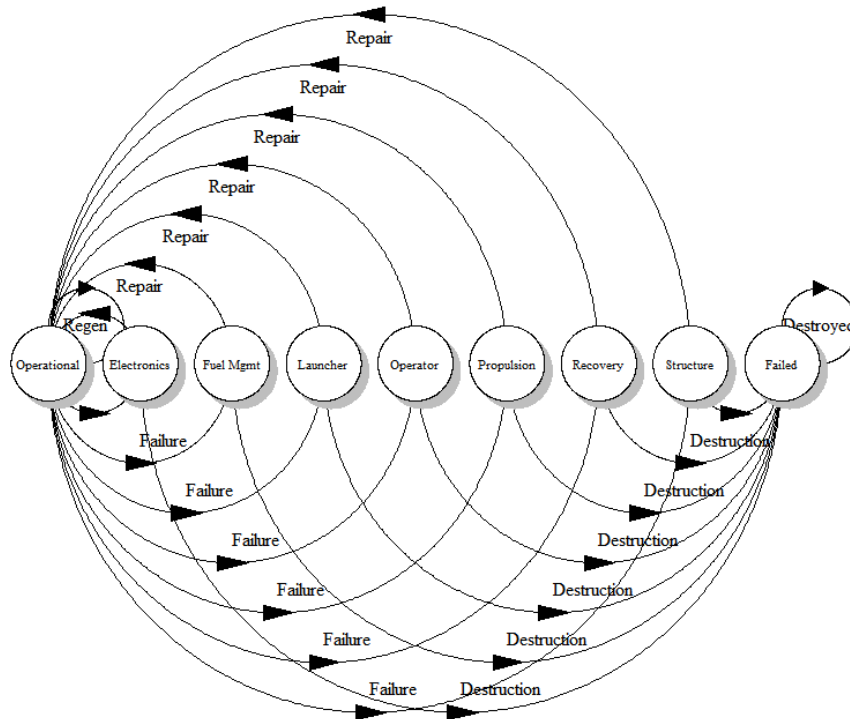 Repair
Repair
Repair
Repair
Repair
Repair
Regen
Destroyed
Operational
Electronics
Fuel Mgmt
Launcher
Operator
Propulsion
Recovery
Structure
Failed
Failure
Destruction
Failure
Destruction
Failure
Destruction
Failure
Destruction
Failure
Destruction
Failure
Destruction